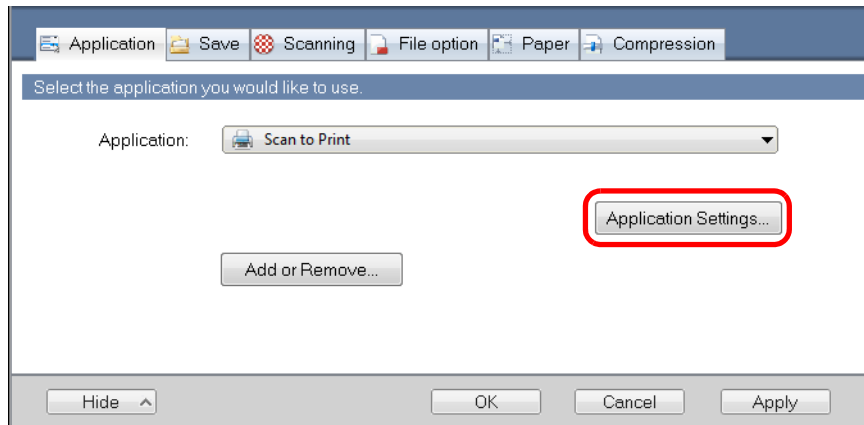 Application Save Scanning File option Paper Compression
Select the application you would like to use.
Application: Scan to Print
Application Settings...
Add or Remove...
Hide OK Cancel Apply